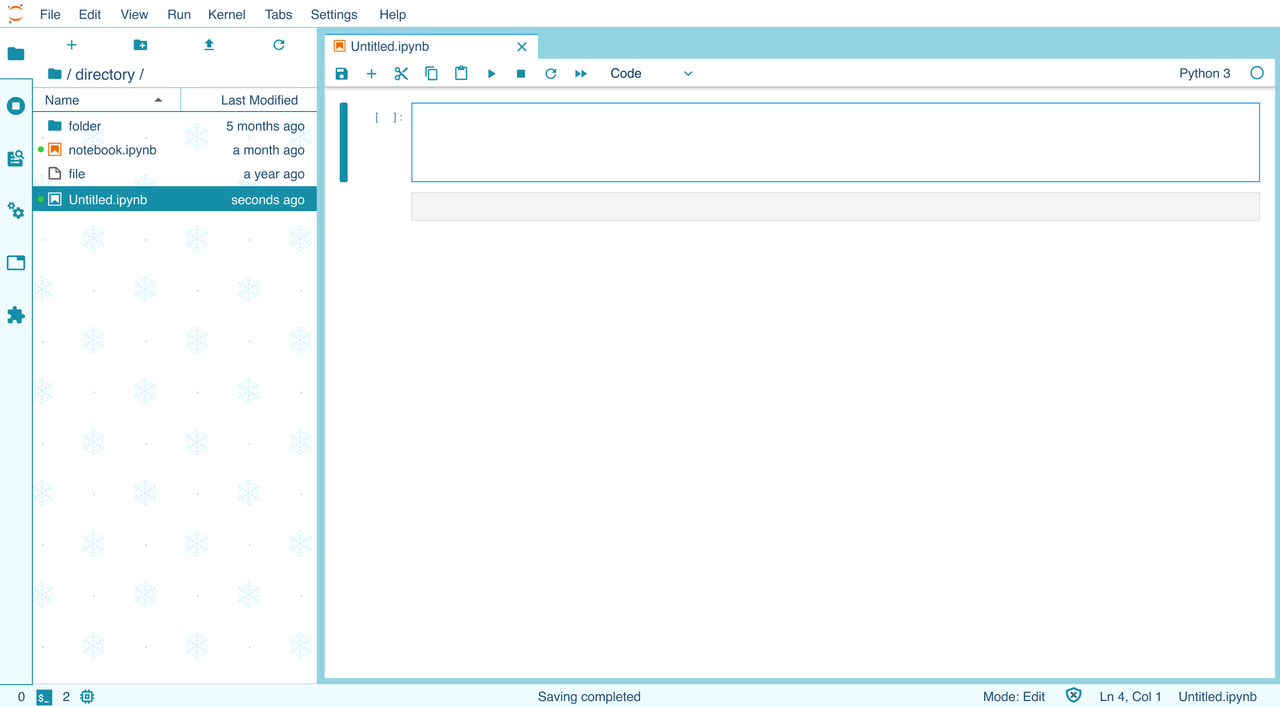 File Edit View Run Kernel Tabs Settings Help
/ directory /
Name Last Modified
folder 5 months ago
notebook.ipynb a month ago
file a year ago
Untitled.ipynb seconds ago
Untitled.ipynb
Code Python 3
[ ]:
0 $_ 2 Saving completed Mode: Edit Ln 4, Col 1 Untitled.ipynb